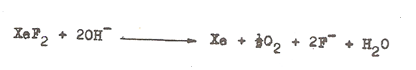 XeF₂ + 2OH⁻ ⟶ Xe + ½O₂ + 2F⁻ + H₂O